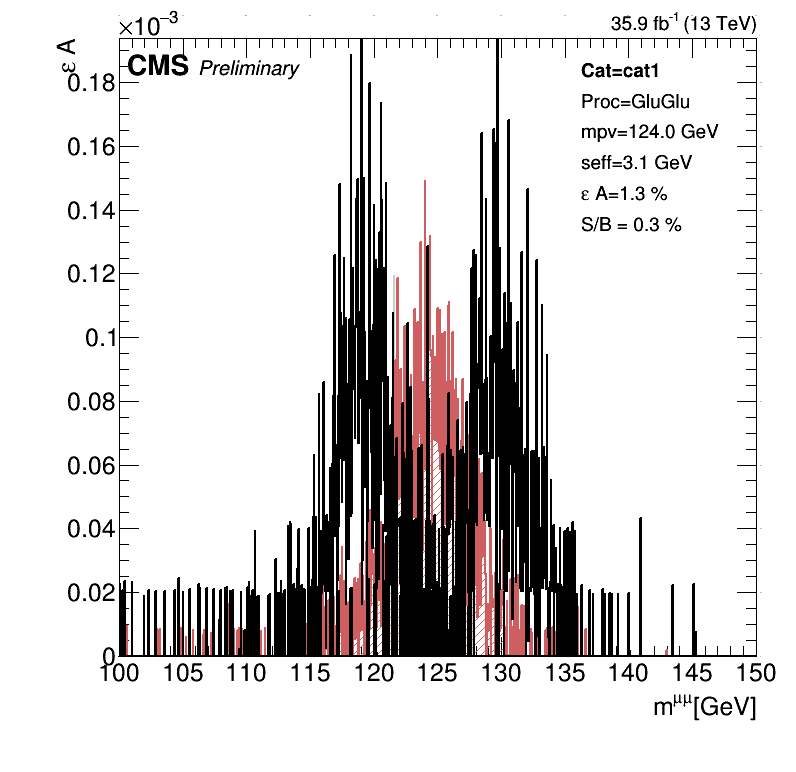 ×10⁻³
35.9 fb⁻¹ (13 TeV)
ε A
CMS Preliminary
Cat=cat1
Proc=GluGlu
mpv=124.0 GeV
seff=3.1 GeV
ε A=1.3 %
S/B = 0.3 %
0.18
0.16
0.14
0.12
0.1
0.08
0.06
0.04
0.02
0
100 105 110 115 120 125 130 135 140 145 150
m^μμ[GeV]